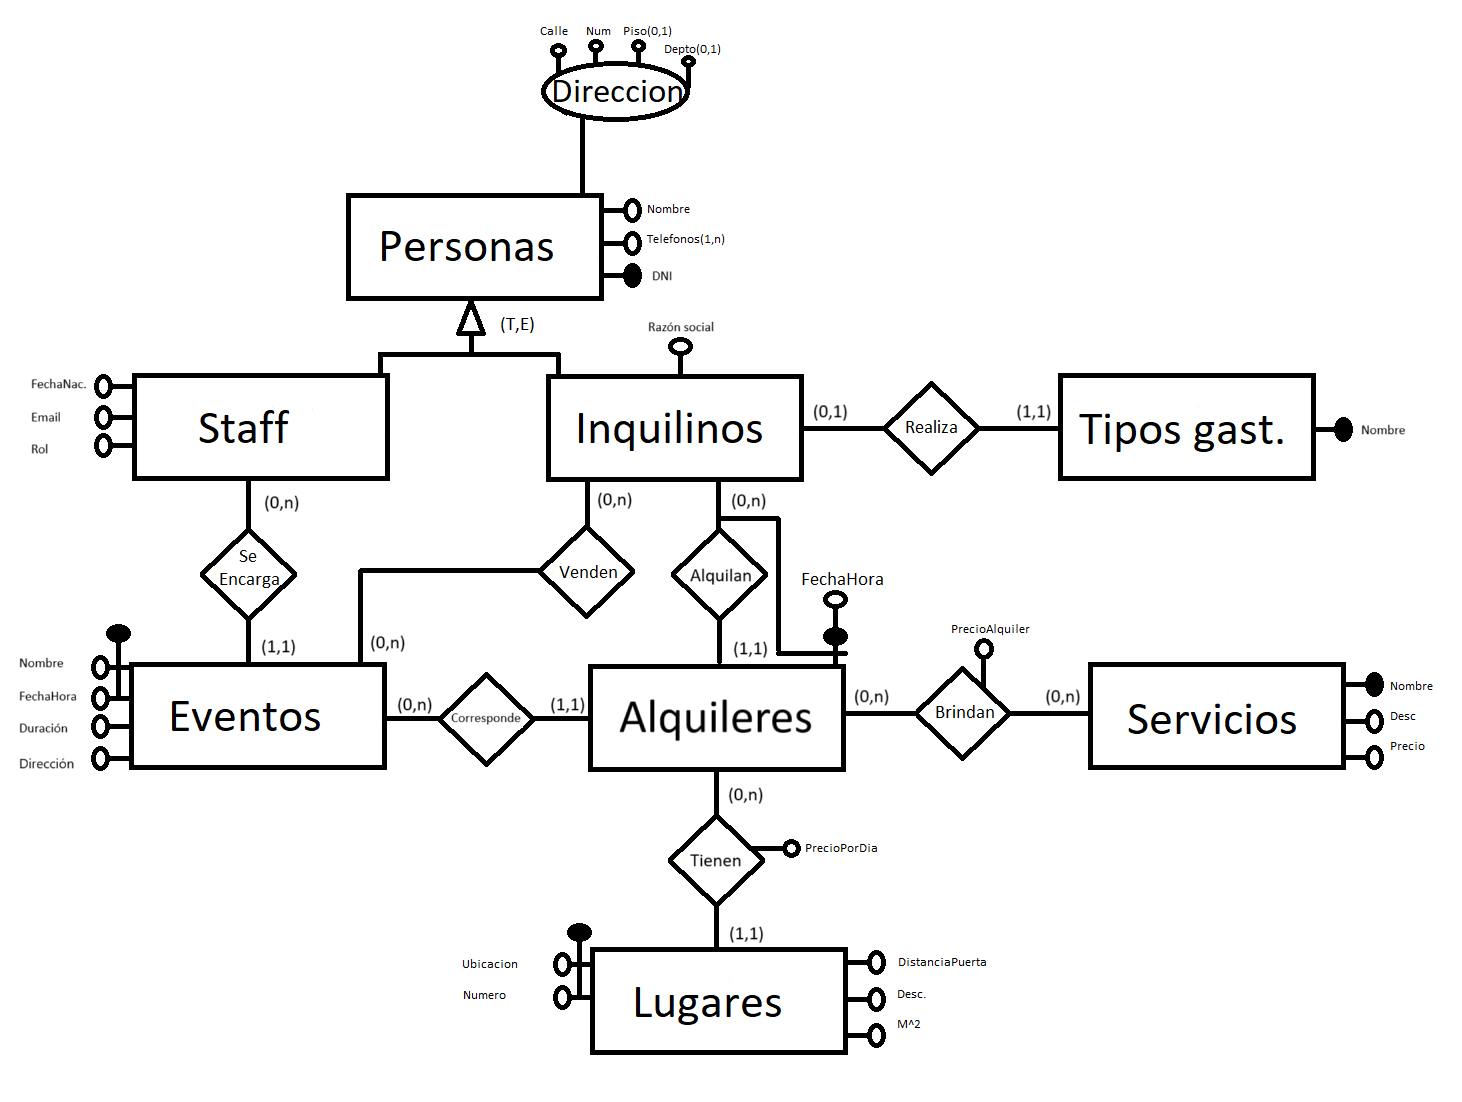 Calle
Num
Piso(0,1)
Depto(0,1)
Direccion
Personas
Nombre
Telefonos(1,n)
DNI
(T,E)
Razón social
FechaNac.
Email
Rol
Staff
Inquilinos
(0,1)
Realiza
(1,1)
Tipos gast.
Nombre
(0,n)
(0,n)
(0,n)
Se
Encarga
Venden
Alquilan
FechaHora
(1,1)
(0,n)
(1,1)
PrecioAlquiler
Nombre
FechaHora
Duración
Dirección
Eventos
(0,n)
Corresponde
(1,1)
Alquileres
(0,n)
Brindan
(0,n)
Servicios
Nombre
Desc
Precio
(0,n)
Tienen
PrecioPorDia
(1,1)
Ubicacion
Numero
Lugares
DistanciaPuerta
Desc.
M^2